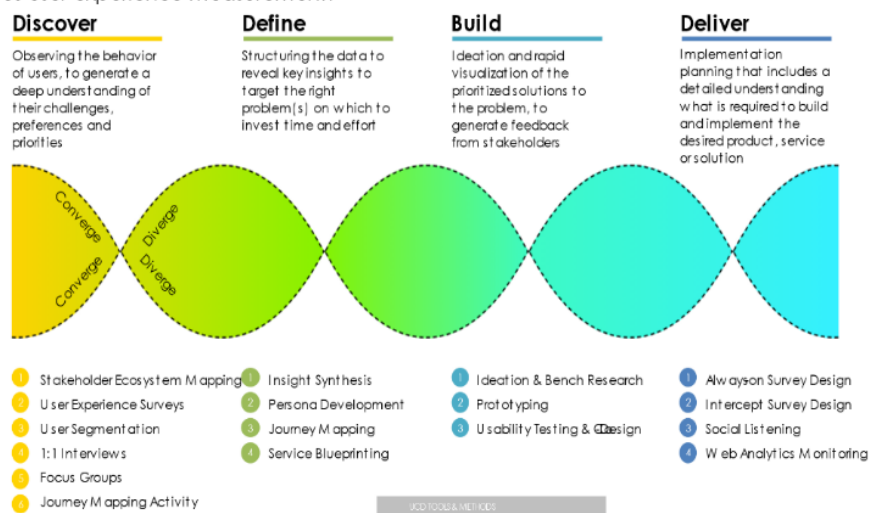 Discover
Observing the behavior
of users, to generate a
deep understanding of
their challenges,
preferences and
priorities
Define
Structuring the data to
reveal key insights to
target the right
problem(s) on which to
invest time and effort
Build
Ideation and rapid
visualization of the
prioritized solutions to
the problem, to
generate feedback
from stakeholders
Deliver
Implementation
planning that includes a
detailed understanding
what is required to build
and implement the
desired product, service
or solution
Converge
Diverge
Converge
Diverge
1 Stakeholder Ecosystem Mapping
2 User Experience Surveys
3 User Segmentation
4 1:1 Interviews
5 Focus Groups
6 Journey Mapping Activity
1 Insight Synthesis
2 Persona Development
3 Journey Mapping
4 Service Blueprinting
1 Ideation & Bench Research
2 Prototyping
3 Usability Testing & Design
1 Always-on Survey Design
2 Intercept Survey Design
3 Social Listening
4 Web Analytics Monitoring
UCD TOOLS & METHODS